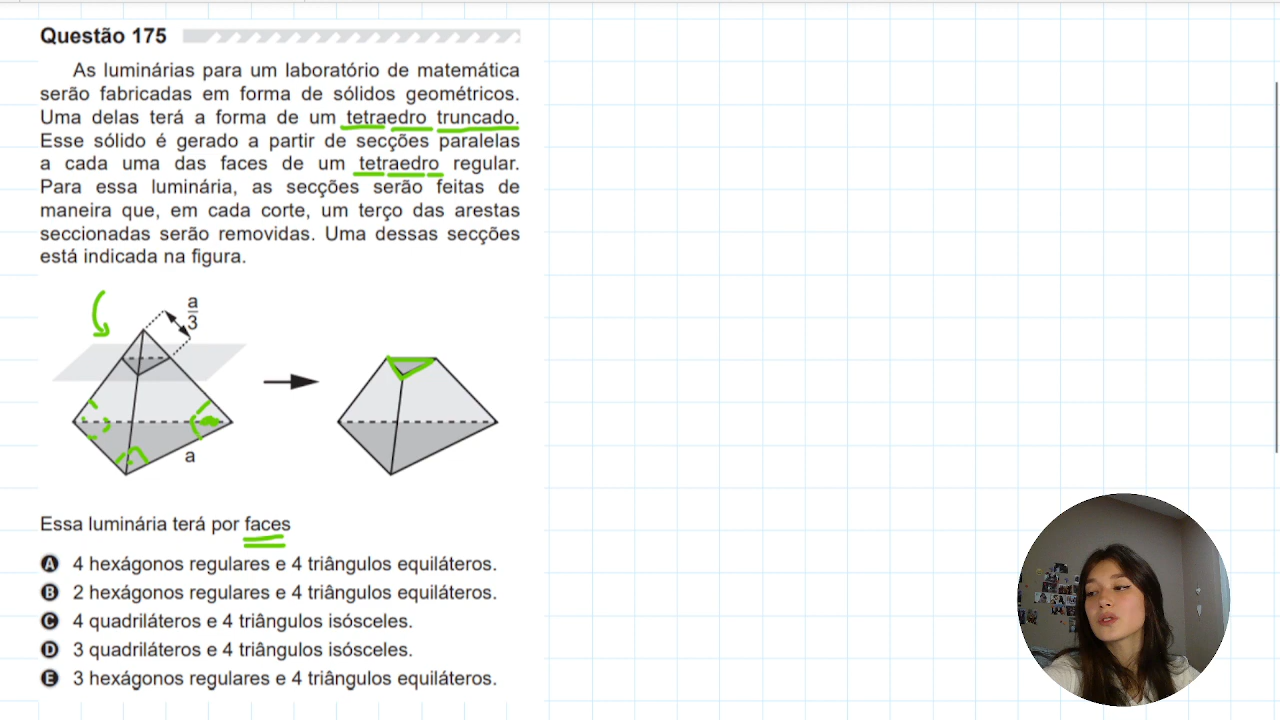 Questão 175
As luminárias para um laboratório de matemática
serão fabricadas em forma de sólidos geométricos.
Uma delas terá a forma de um tetraedro truncado.
Esse sólido é gerado a partir de secções paralelas
a cada uma das faces de um tetraedro regular.
Para essa luminária, as secções serão feitas de
maneira que, em cada corte, um terço das arestas
seccionadas serão removidas. Uma dessas secções
está indicada na figura.
a
3
a
Essa luminária terá por faces
A 4 hexágonos regulares e 4 triângulos equiláteros.
B 2 hexágonos regulares e 4 triângulos equiláteros.
C 4 quadriláteros e 4 triângulos isósceles.
D 3 quadriláteros e 4 triângulos isósceles.
E 3 hexágonos regulares e 4 triângulos equiláteros.